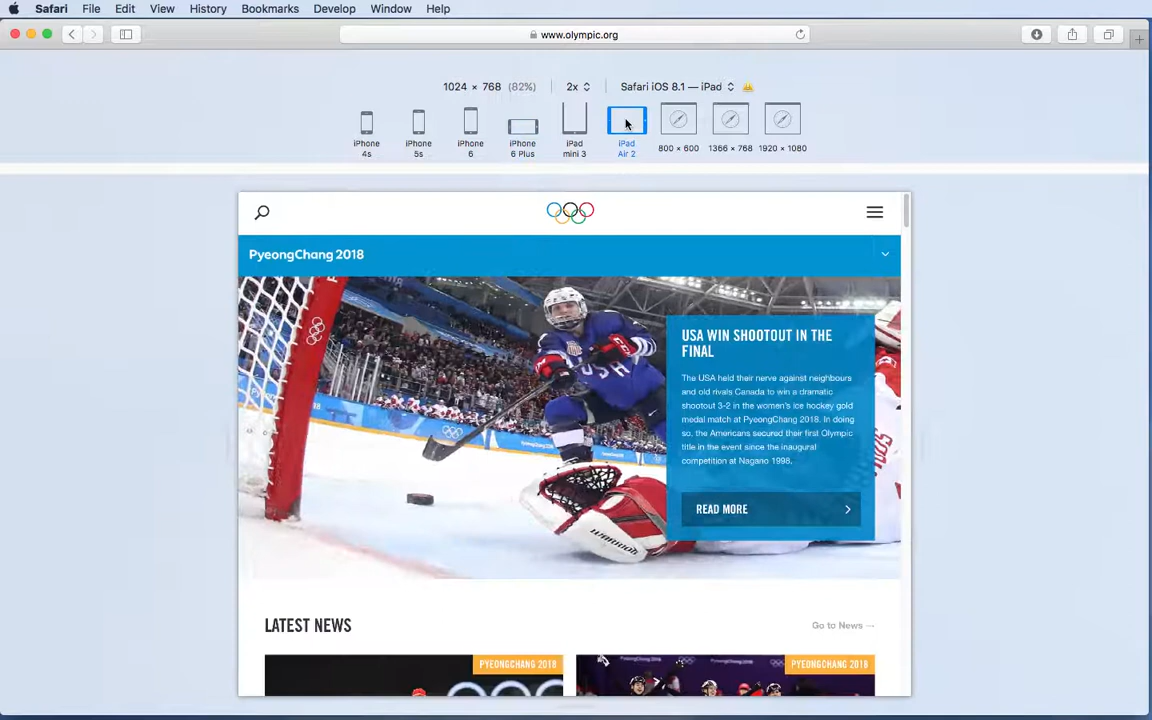 Safari File Edit View History Bookmarks Develop Window Help
www.olympic.org
1024 × 768 (82%) 2x Safari iOS 8.1 — iPad
iPhone 4s
iPhone 5s
iPhone 6
iPhone 6 Plus
iPad mini 3
iPad Air 2
800 × 600
1366 × 768
1920 × 1080
PyeongChang 2018
USA
USA WIN SHOOTOUT IN THE
FINAL
The USA held their nerve against neighbours
and old rivals Canada to win a dramatic
shootout 3-2 in the women's ice hockey gold
medal match at PyeongChang 2018. In doing
so, the Americans secured their first Olympic
title in the event since the inaugural
competition at Nagano 1998.
READ MORE
WARRIOR
LATEST NEWS
Go to News
PYEONGCHANG 2018
PYEONGCHANG 2018